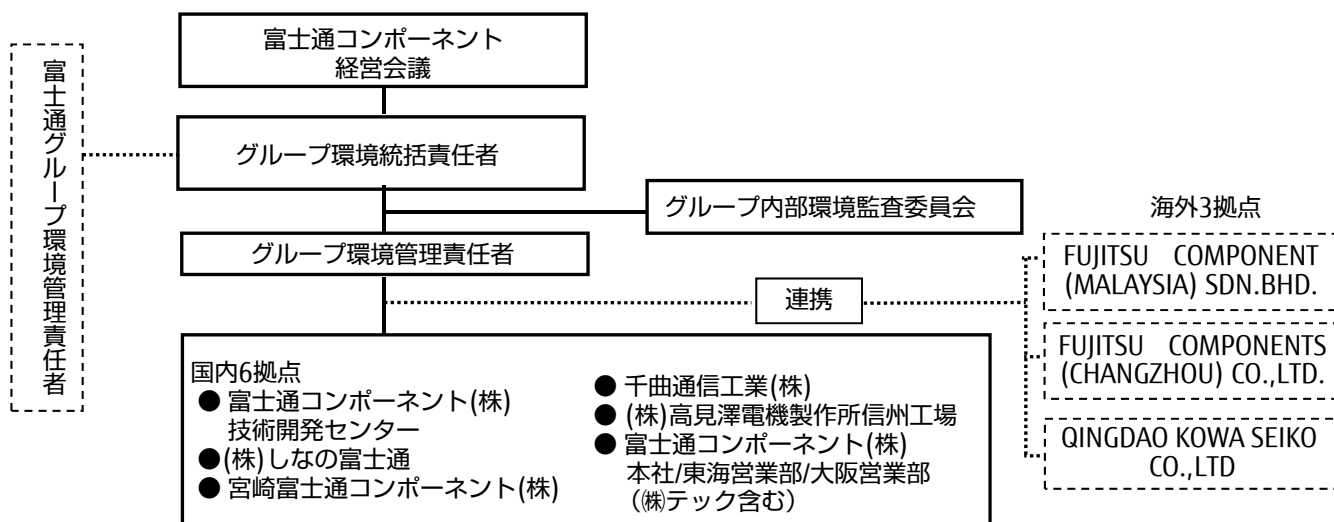 富士通コンポーネント
経営会議
富士通グループ環境管理責任者
グループ環境統括責任者
グループ内部環境監査委員会
グループ環境管理責任者
連携
海外3拠点
FUJITSU COMPONENT
(MALAYSIA) SDN.BHD.
FUJITSU COMPONENTS
(CHANGZHOU) CO.,LTD.
QINGDAO KOWA SEIKO
CO.,LTD
国内6拠点
● 富士通コンポーネント(株)
技術開発センター
●(株)しなの富士通
● 宮崎富士通コンポーネント(株)
● 千曲通信工業(株)
● (株)高見澤電機製作所信州工場
● 富士通コンポーネント(株)
本社/東海営業部/大阪営業部
(㈱テック含む)